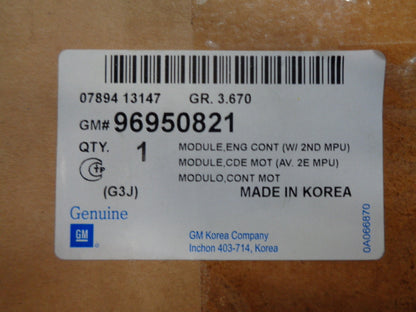 07894 13147 GR. 3.670
GM# 96950821
QTY. 1 MODULE,ENG CONT (W/ 2ND MPU)
MODULE,CDE MOT (AV. 2E MPU)
MODULO,CONT MOT
(G3J) MADE IN KOREA
Genuine
GM
GM Korea Company
Inchon 403-714, Korea
0A066870